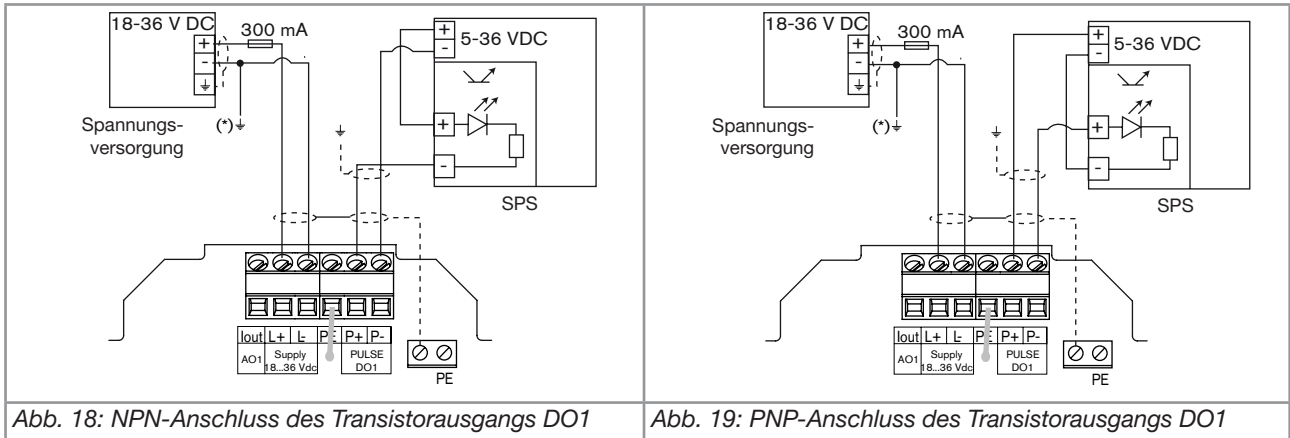 18-36 V DC
300 mA
+
-
+
-
5-36 VDC
Spannungs-
versorgung
(*)
+
-
SPS
Iout L+ L- PE P+ P-
AO1 Supply 18...36 Vdc PULSE DO1
PE
Abb. 18: NPN-Anschluss des Transistorausgangs DO1
18-36 V DC
300 mA
+
-
+
-
5-36 VDC
Spannungs-
versorgung
(*)
+
-
SPS
Iout L+ L- PE P+ P-
AO1 Supply 18...36 Vdc PULSE DO1
PE
Abb. 19: PNP-Anschluss des Transistorausgangs DO1